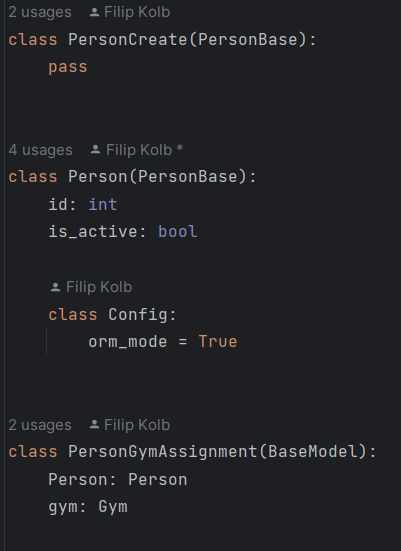 2 usages Filip Kolb
class PersonCreate(PersonBase):
    pass
4 usages Filip Kolb *
class Person(PersonBase):
    id: int
    is_active: bool
    Filip Kolb
    class Config:
        orm_mode = True
2 usages Filip Kolb
class PersonGymAssignment(BaseModel):
    Person: Person
    gym: Gym